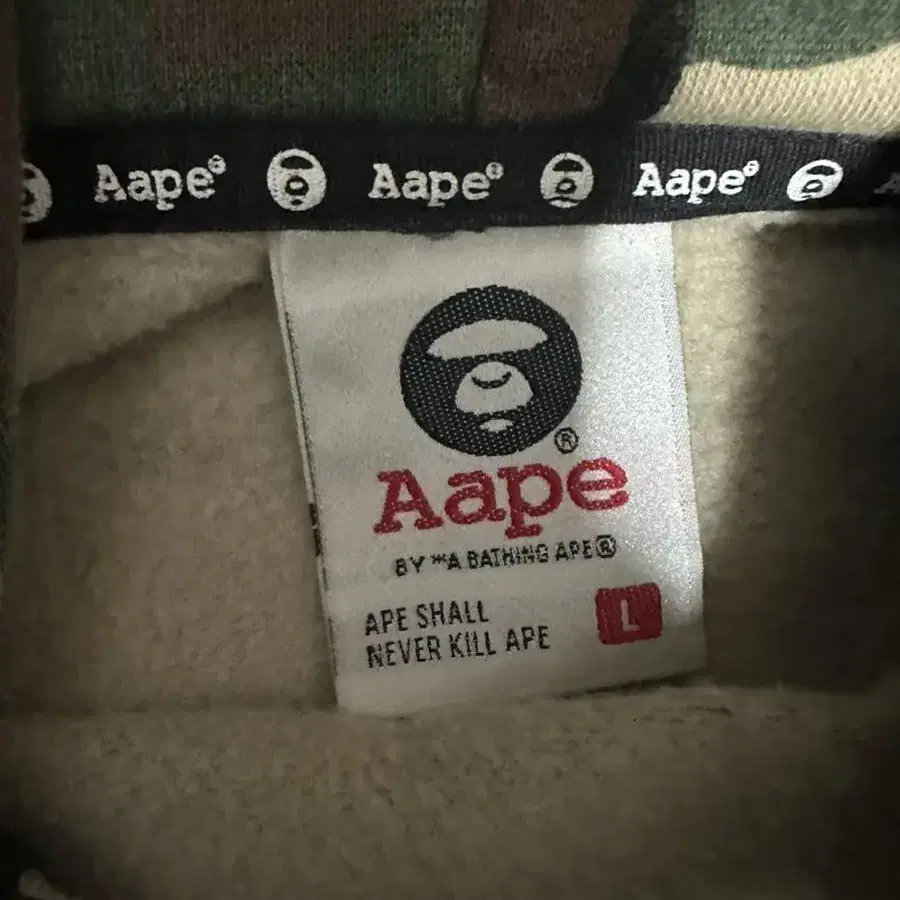 Aape® Aape® Aape®
®
Aape
BY *A BATHING APE®
APE SHALL
L
NEVER KILL APE